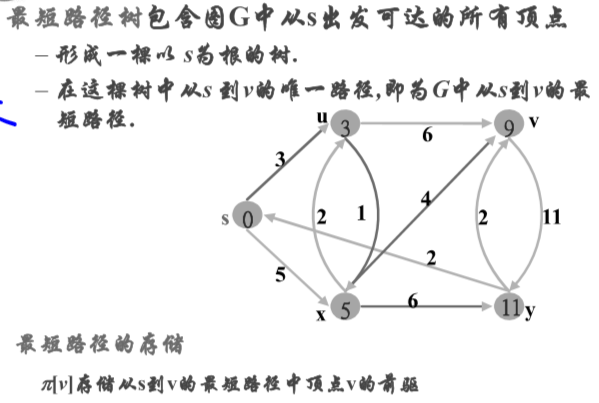 最短路径树包含图G中从s出发可达的所有顶点
– 形成一棵以 s为根的树.
– 在这棵树中从s 到v的唯一路径,即为G中从s到v的最
短路径.
u 3 6 9 v
3
4
s 0 2 1 2 11
2
5
x 5 6 11 y
最短路径的存储
π[v]存储从s到v的最短路径中顶点v的前驱